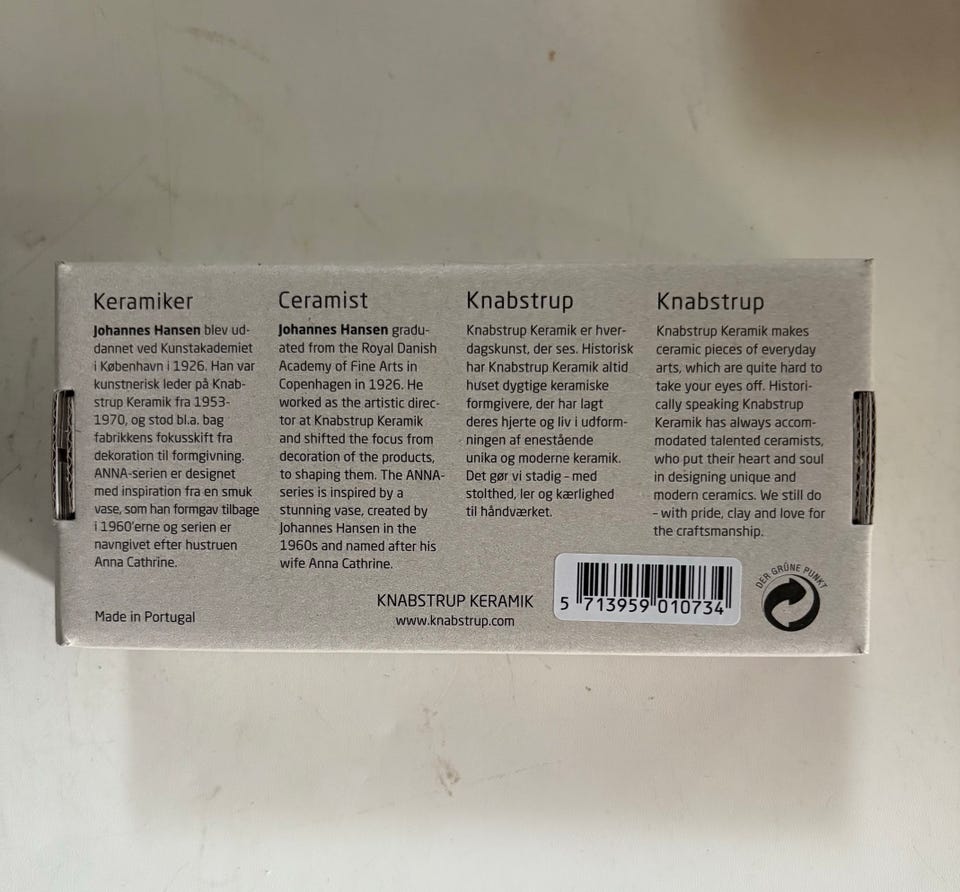 Keramiker
Johannes Hansen blev ud-
dannet ved Kunstakademiet
i København i 1926. Han var
kunstnerisk leder på Knab-
strup Keramik fra 1953-
1970, og stod bl.a. bag
fabrikkens fokusskift fra
dekoration til formgivning.
ANNA-serien er designet
med inspiration fra en smuk
vase, som han formgav tilbage
i 1960'erne og serien er
navngivet efter hustruen
Anna Cathrine.
Ceramist
Johannes Hansen gradu-
ated from the Royal Danish
Academy of Fine Arts in
Copenhagen in 1926. He
worked as the artistic direc-
tor at Knabstrup Keramik
and shifted the focus from
decoration of the products,
to shaping them. The ANNA-
series is inspired by a
stunning vase, created by
Johannes Hansen in the
1960s and named after his
wife Anna Cathrine.
Knabstrup
Knabstrup Keramik er hver-
dagskunst, der ses. Historisk
har Knabstrup Keramik altid
huset dygtige keramiske
formgivere, der har lagt
deres hjerte og liv i udform-
ningen af enestående
unika og moderne keramik.
Det gør vi stadig – med
stolthed, ler og kærlighed
til håndværket.
Knabstrup
Knabstrup Keramik makes
ceramic pieces of everyday
arts, which are quite hard to
take your eyes off. Histori-
cally speaking Knabstrup
Keramik has always accom-
modated talented ceramists,
who put their heart and soul
in designing unique and
modern ceramics. We still do
– with pride, clay and love for
the craftsmanship.
Made in Portugal
KNABSTRUP KERAMIK
www.knabstrup.com
5 713959 010734
DER GRÜNE PUNKT